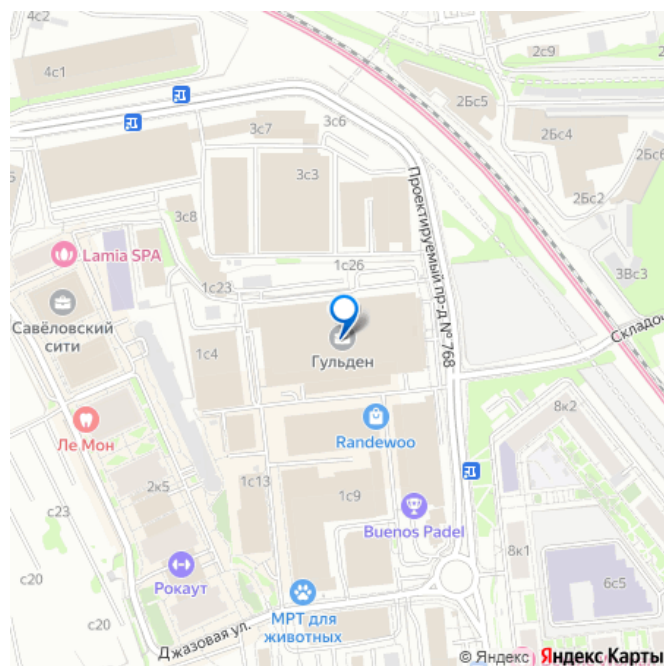 4с2
4с1
2с9
2Бс5
2Бс4
2Бс6
2Бс2
3с7
3с6
3с3
3с8
Проектируемый пр-д № 768
Lamia SPA
1с26
1с23
3Вс3
Савёловский
сити
Складоч
1с4
Гульден
8к2
Ле Мон
Randewoo
2к5
1с13
1с9
с23
Buenos Padel
8к1
с20
Рокаут
6с5
МРТ для
животных
с20
Джазовая ул.
© Яндекс Яндекс Карты